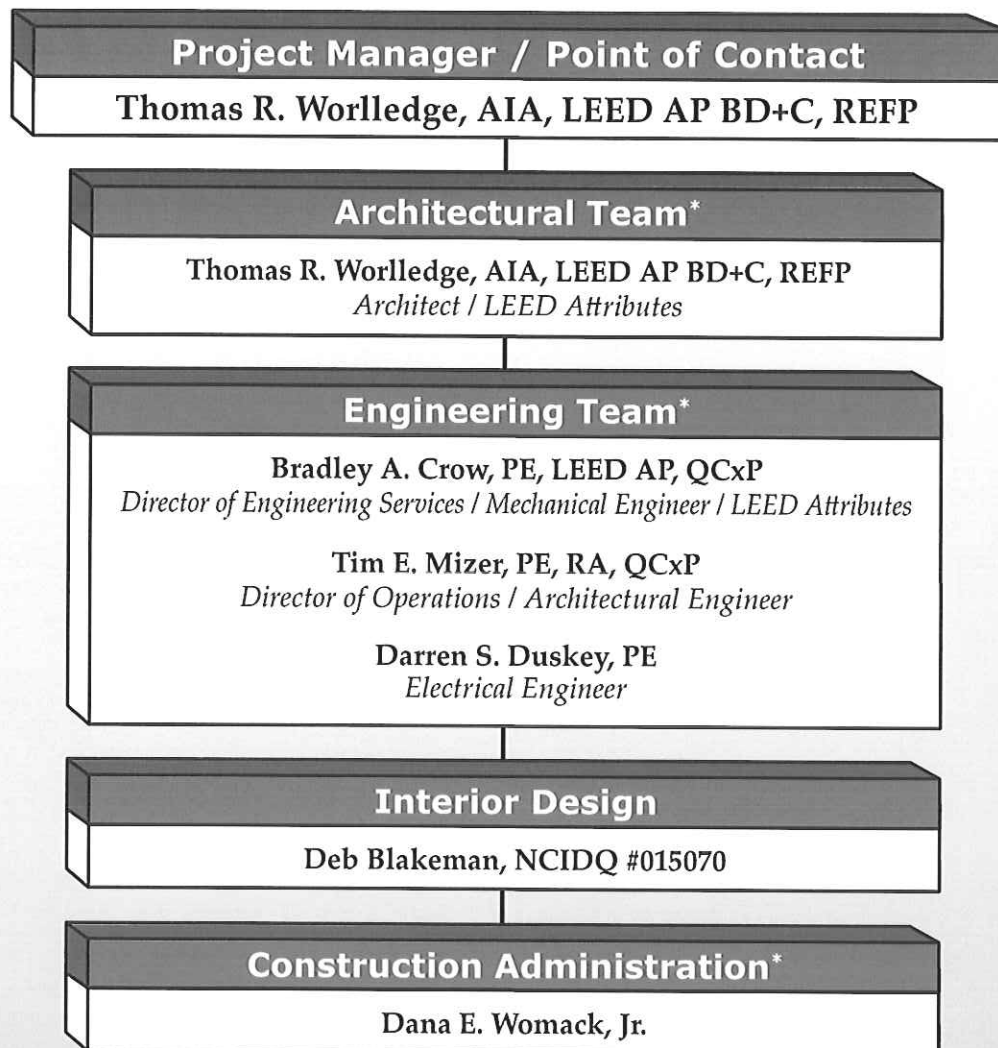 Project Manager / Point of Contact
Thomas R. Worlledge, AIA, LEED AP BD+C, REFP
Architectural Team*
Thomas R. Worlledge, AIA, LEED AP BD+C, REFP
Architect / LEED Attributes
Engineering Team*
Bradley A. Crow, PE, LEED AP, QCxP
Director of Engineering Services / Mechanical Engineer / LEED Attributes
Tim E. Mizer, PE, RA, QCxP
Director of Operations / Architectural Engineer
Darren S. Duskey, PE
Electrical Engineer
Interior Design
Deb Blakeman, NCIDQ #015070
Construction Administration*
Dana E. Womack, Jr.